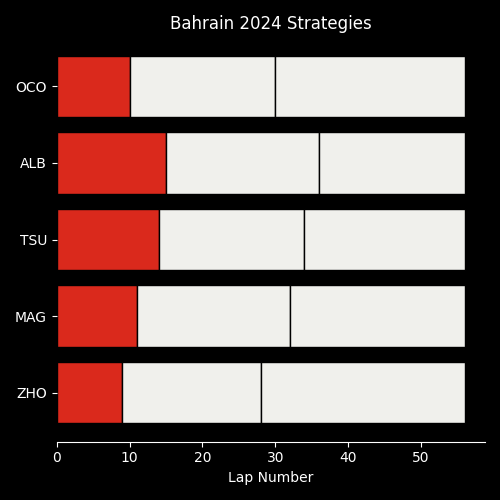 Bahrain 2024 Strategies
OCO
ALB
TSU
MAG
ZHO
0 10 20 30 40 50
Lap Number